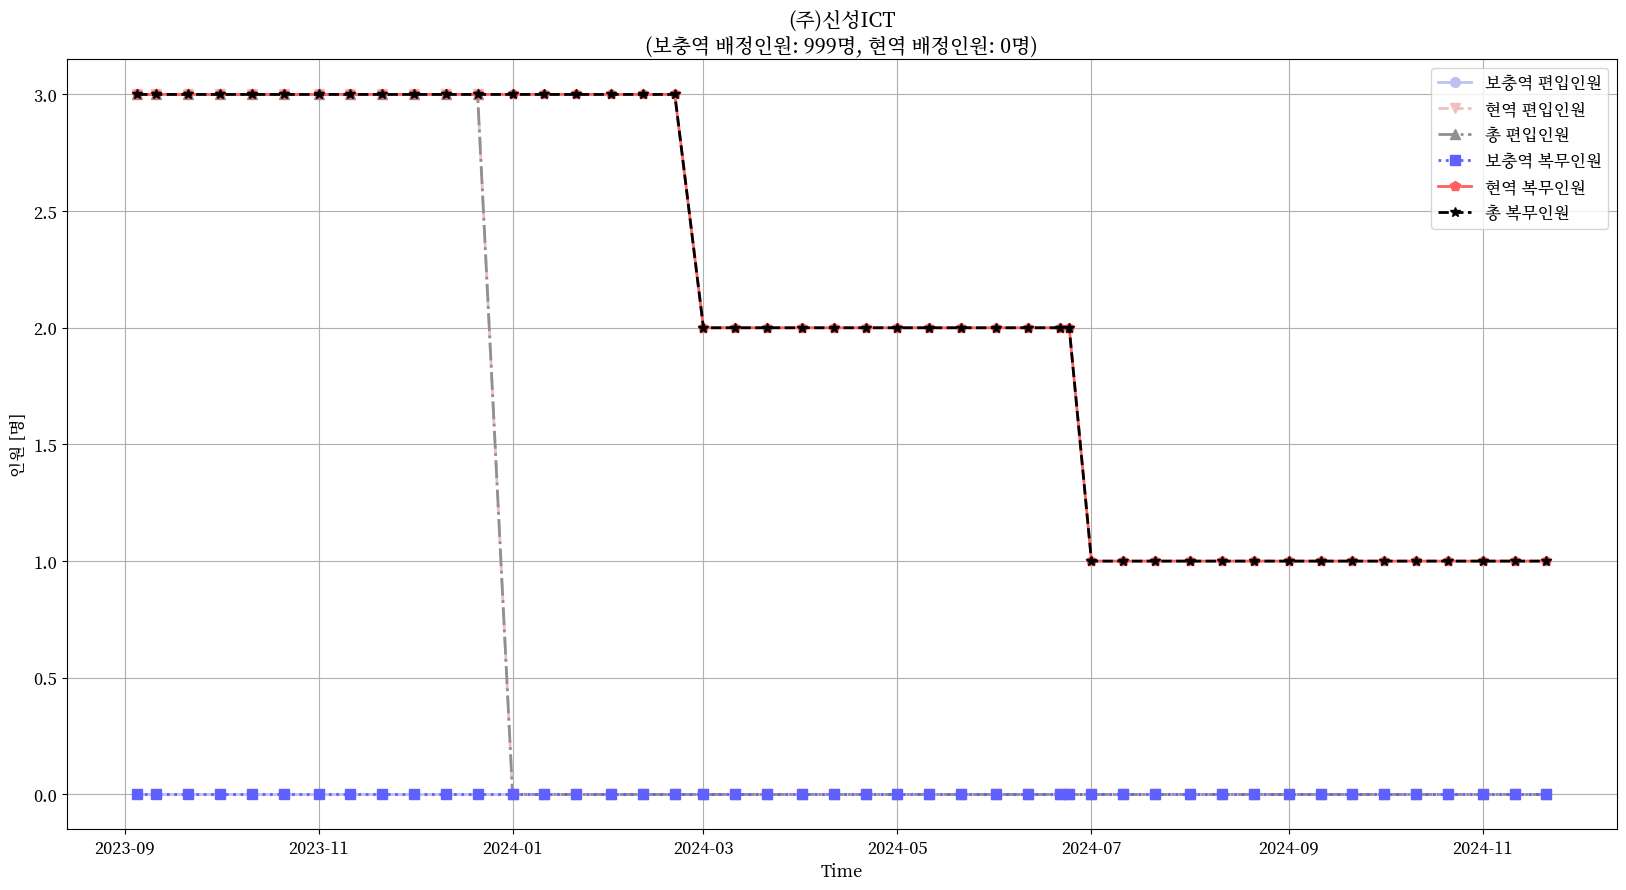 (주)신성ICT
(보충역 배정인원: 999명, 현역 배정인원: 0명)
보충역 편입인원
현역 편입인원
총 편입인원
보충역 복무인원
현역 복무인원
총 복무인원
인원 [명]
3.0
2.5
2.0
1.5
1.0
0.5
0.0
2023-09 2023-11 2024-01 2024-03 2024-05 2024-07 2024-09 2024-11
Time